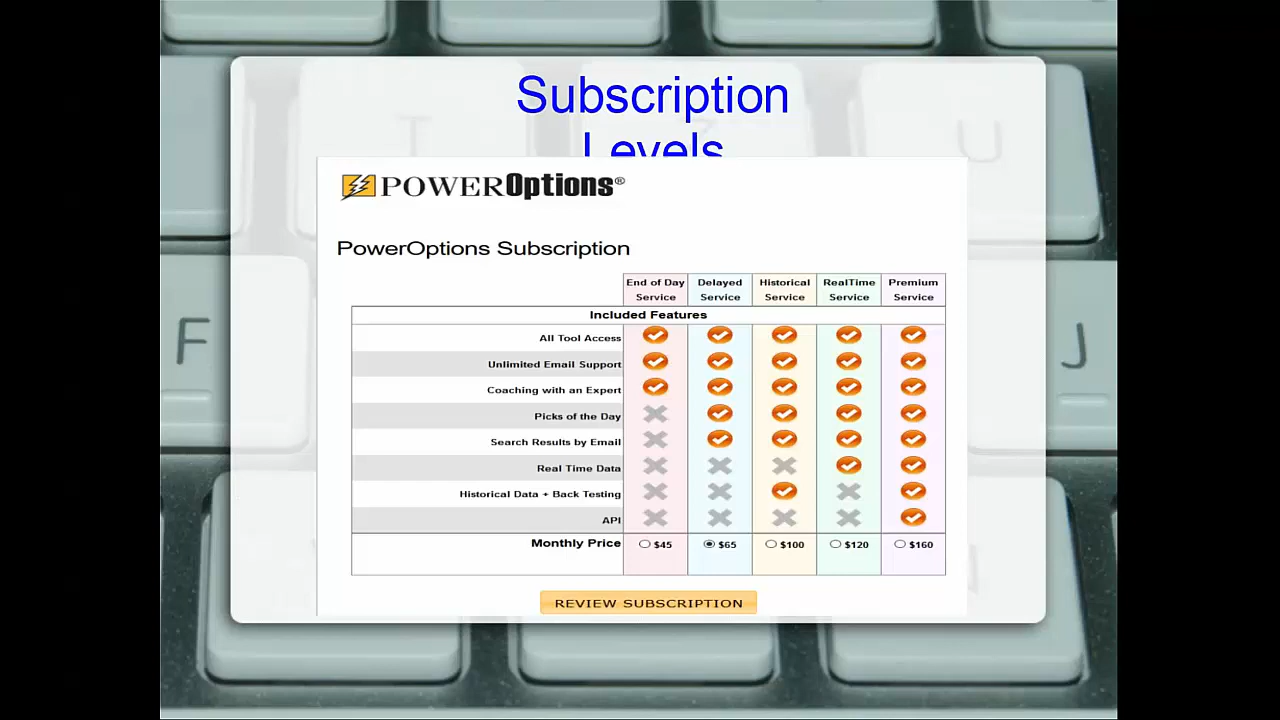 Subscription
Levels
POWEROptions®
PowerOptions Subscription
End of Day Service Delayed Service Historical Service RealTime Service Premium Service
Included Features
All Tool Access
Unlimited Email Support
Coaching with an Expert
Picks of the Day
Search Results by Email
Real Time Data
Historical Data + Back Testing
API
Monthly Price $45 $65 $100 $120 $160
REVIEW SUBSCRIPTION
T
Z
U
F
J